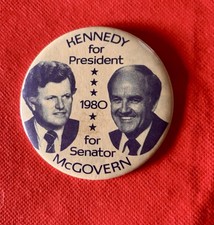 KENNEDY
for
President
1980
for
Senator
McGOVERN